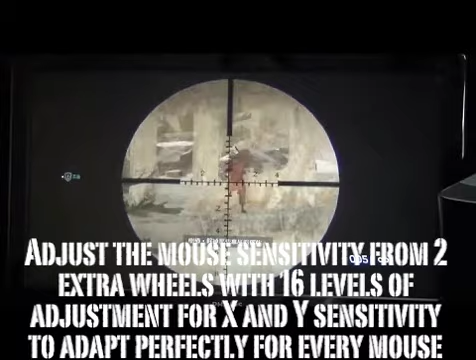 Adjust the mouse sensitivity from 2
extra wheels with 16 levels of
adjustment for X and Y sensitivity
to adapt perfectly for every mouse